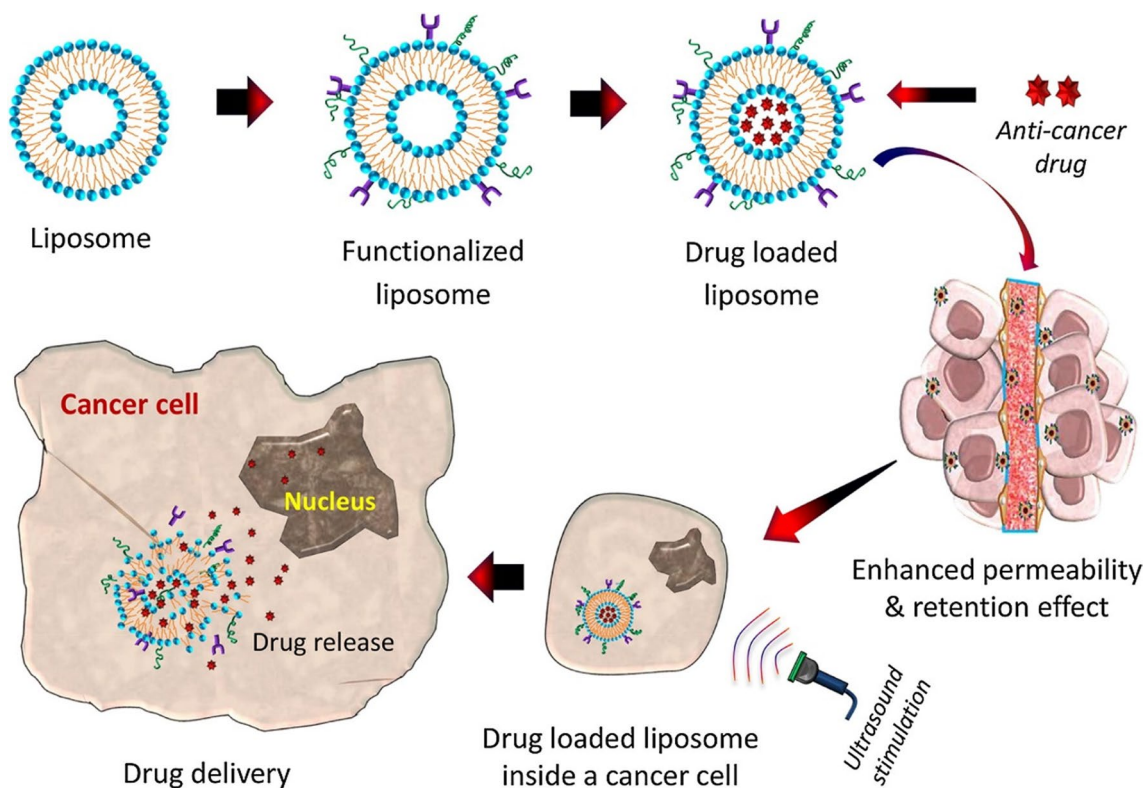 Liposome
Functionalized
liposome
Drug loaded
liposome
Anti-cancer
drug
Enhanced permeability
& retention effect
Ultrasound
stimulation
Drug loaded liposome
inside a cancer cell
Cancer cell
Nucleus
Drug release
Drug delivery